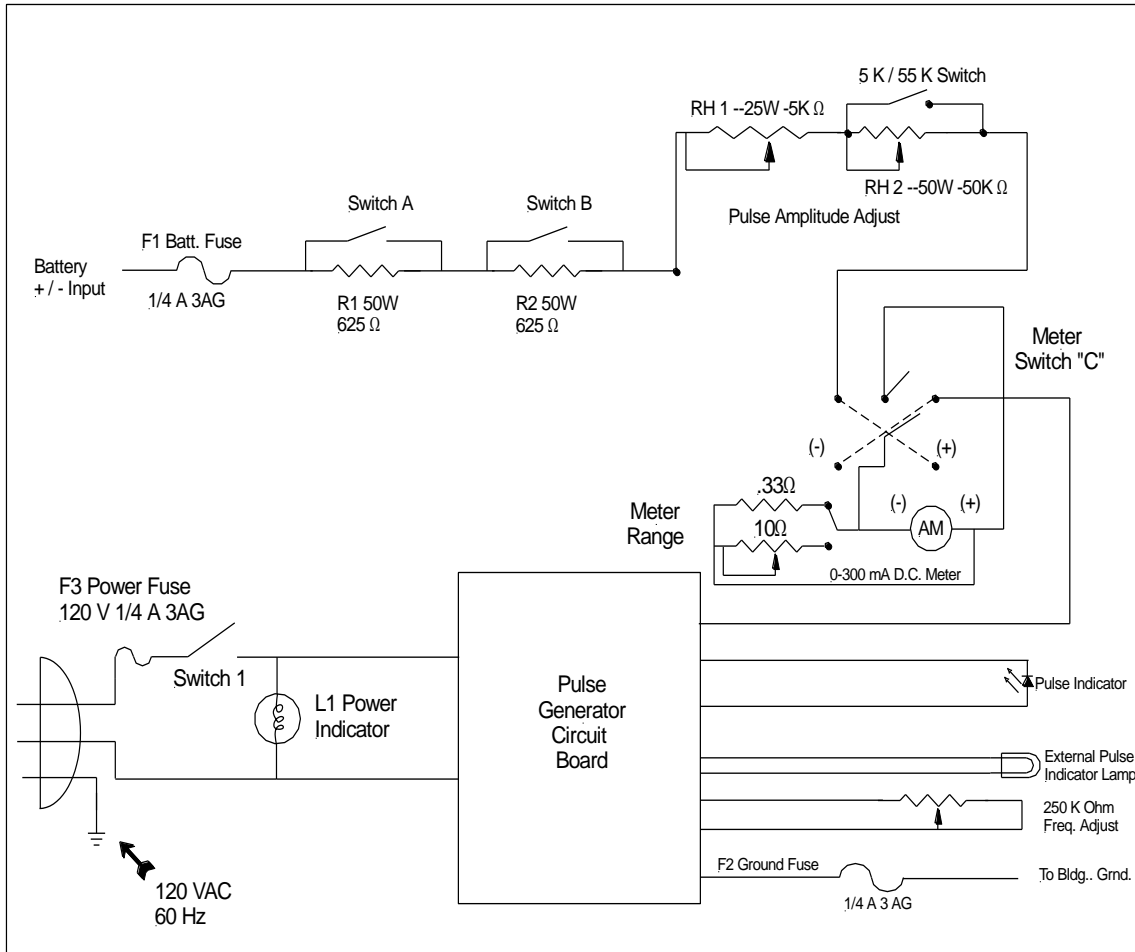 5 K / 55 K Switch
RH 1 --25W -5K Ω
RH 2 --50W -50K Ω
Pulse Amplitude Adjust
Switch A
Switch B
F1 Batt. Fuse
Battery
+ / - Input
1/4 A 3AG
R1 50W
625 Ω
R2 50W
625 Ω
Meter
Switch "C"
(-)
(+)
.33Ω
(-)
(+)
Meter
Range
10Ω
AM
0-300 mA D.C. Meter
F3 Power Fuse
120 V 1/4 A 3AG
Switch 1
L1 Power
Indicator
Pulse
Generator
Circuit
Board
Pulse Indicator
External Pulse
Indicator Lamp
250 K Ohm
Freq. Adjust
F2 Ground Fuse
To Bldg.. Grnd.
1/4 A 3 AG
120 VAC
60 Hz